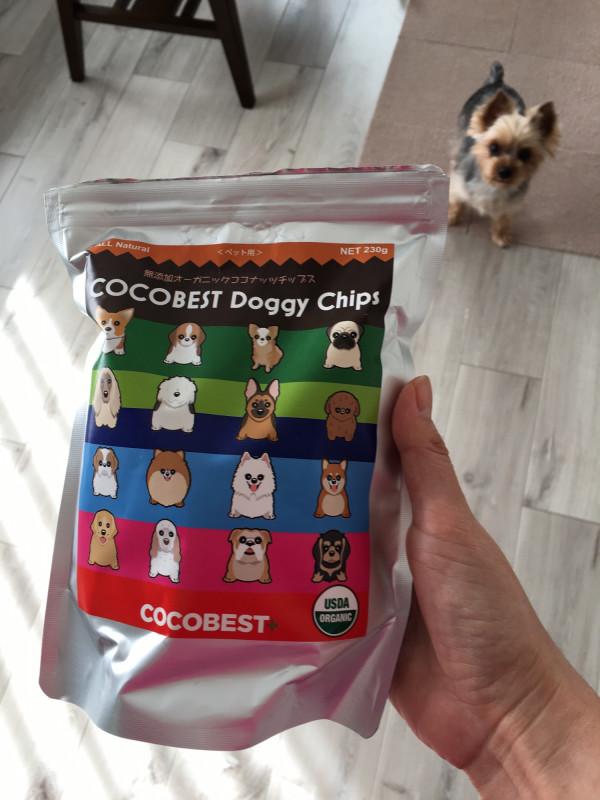 ALL Natural
<ペット用>
NET 230g
無添加オーガニックココナッツチップス
COCOBEST Doggy Chips
COCOBEST+
USDA
ORGANIC